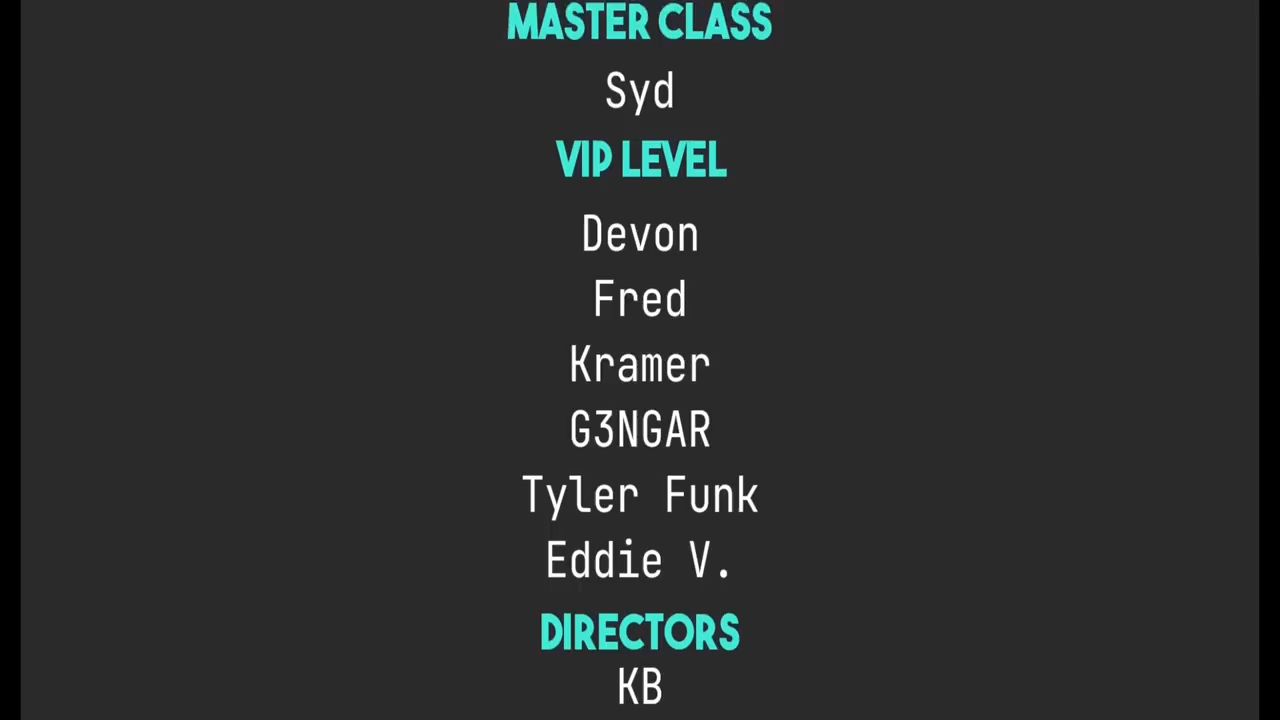 MASTER CLASS
Syd
VIP LEVEL
Devon
Fred
Kramer
G3NGAR
Tyler Funk
Eddie V.
DIRECTORS
KB